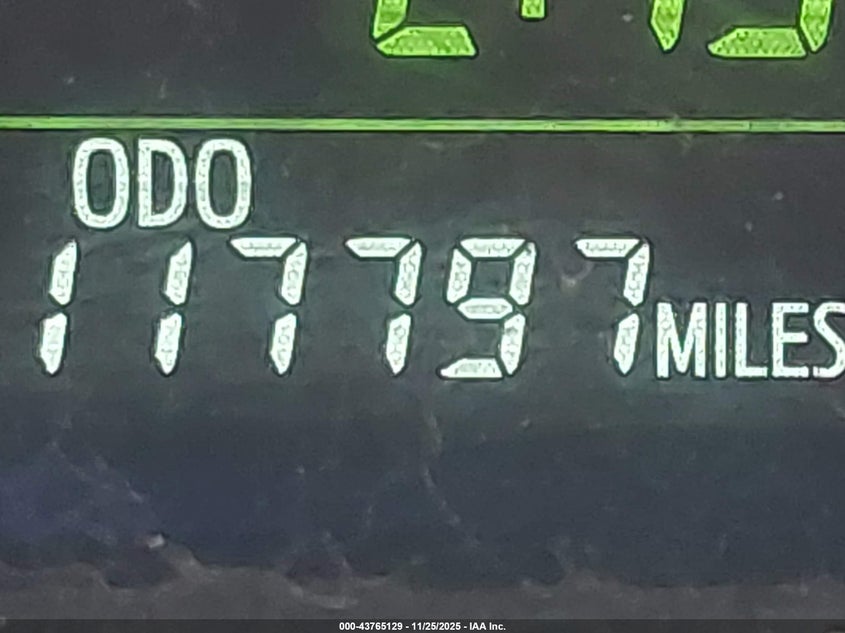 ODO
117797 MILES
000-43765129 - 11/25/2025 - IAA Inc.